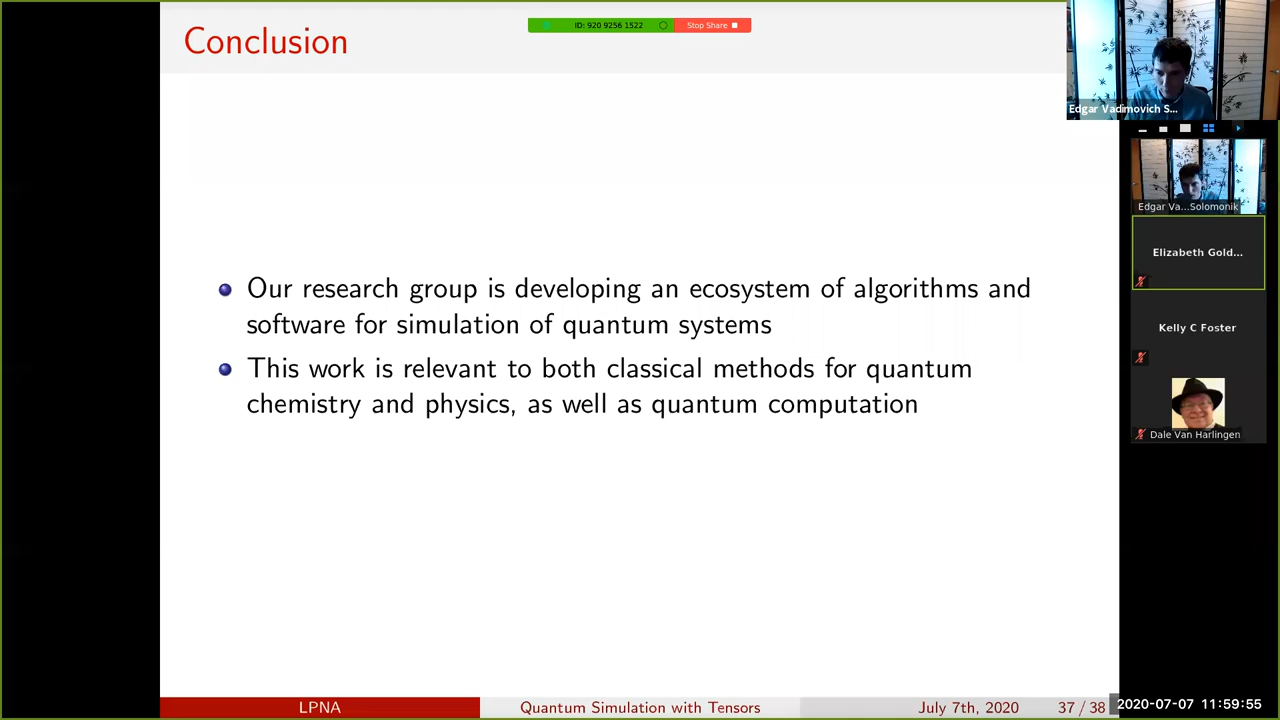 Conclusion
ID: 920 9256 1522
Stop Share
Edgar Vadimovich S...
Edgar Va...Solomonik
Elizabeth Gold...
Kelly C Foster
Dale Van Harlingen
Our research group is developing an ecosystem of algorithms and
software for simulation of quantum systems
This work is relevant to both classical methods for quantum
chemistry and physics, as well as quantum computation
LPNA
Quantum Simulation with Tensors
July 7th, 2020
37 / 38
2020-07-07 11:59:55